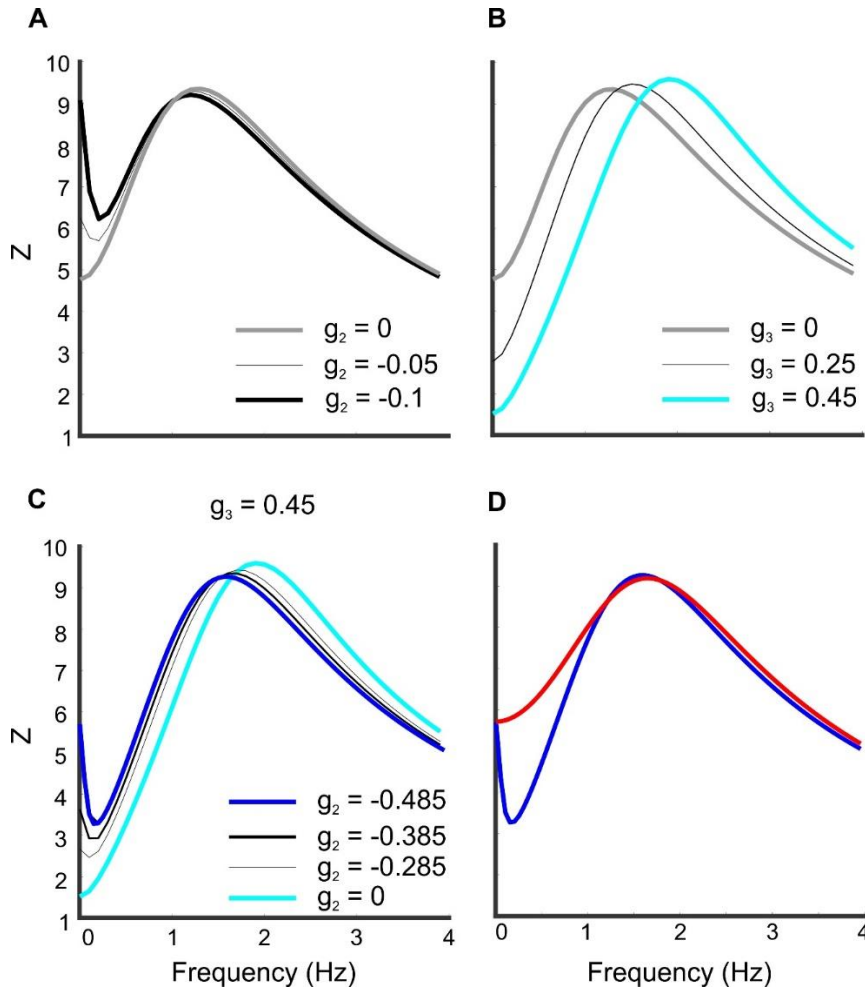 A
B
10
9
8
7
6
5
4
3
2
1
Z
g₂ = 0
g₂ = -0.05
g₂ = -0.1
g₃ = 0
g₃ = 0.25
g₃ = 0.45
C
g₃ = 0.45
D
10
9
8
7
6
5
4
3
2
1
Z
g₂ = -0.485
g₂ = -0.385
g₂ = -0.285
g₂ = 0
0 1 2 3 4
Frequency (Hz)
0 1 2 3 4
Frequency (Hz)